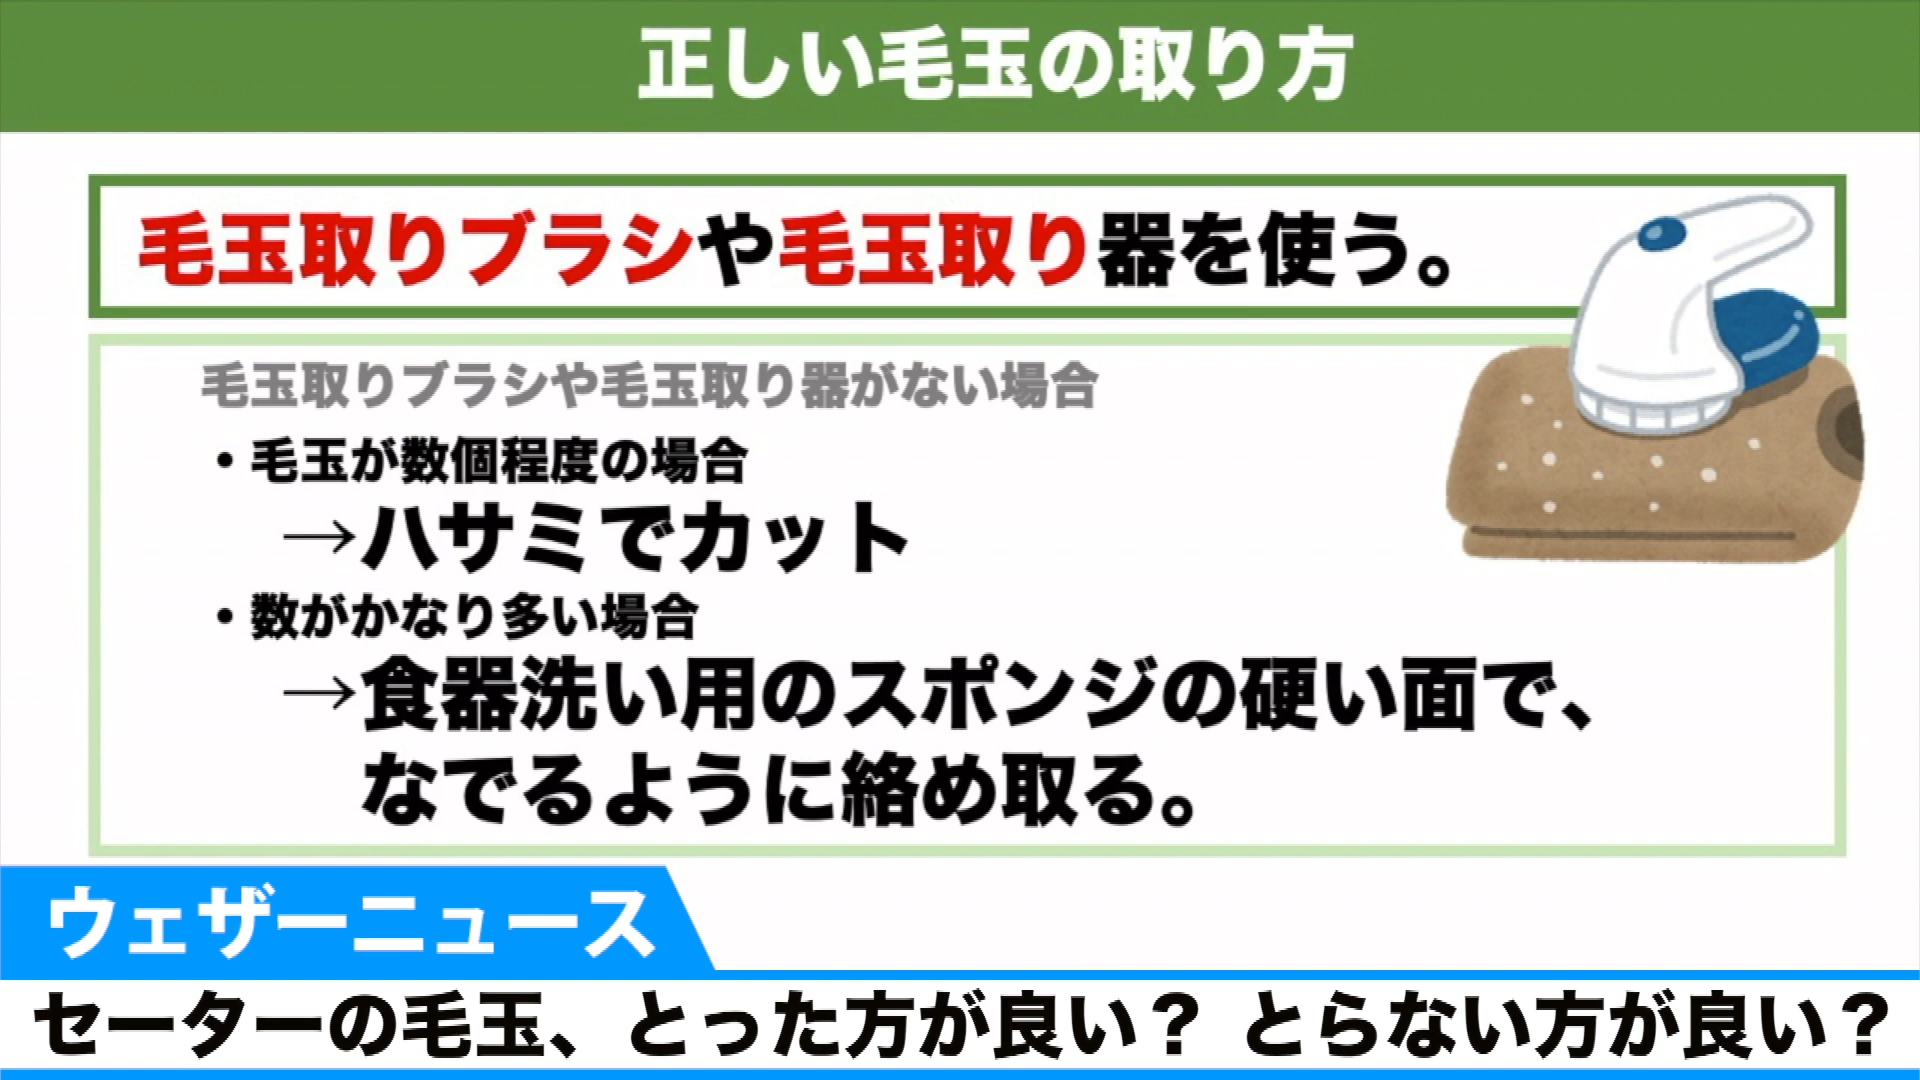 正しい毛玉の取り方
毛玉取りブラシや毛玉取り器を使う。
毛玉取りブラシや毛玉取り器がない場合
・毛玉が数個程度の場合
→ハサミでカット
・数がかなり多い場合
→食器洗い用のスポンジの硬い面で、
なでるように絡め取る。
ウェザーニュース
セーターの毛玉、とった方が良い？ とらない方が良い？